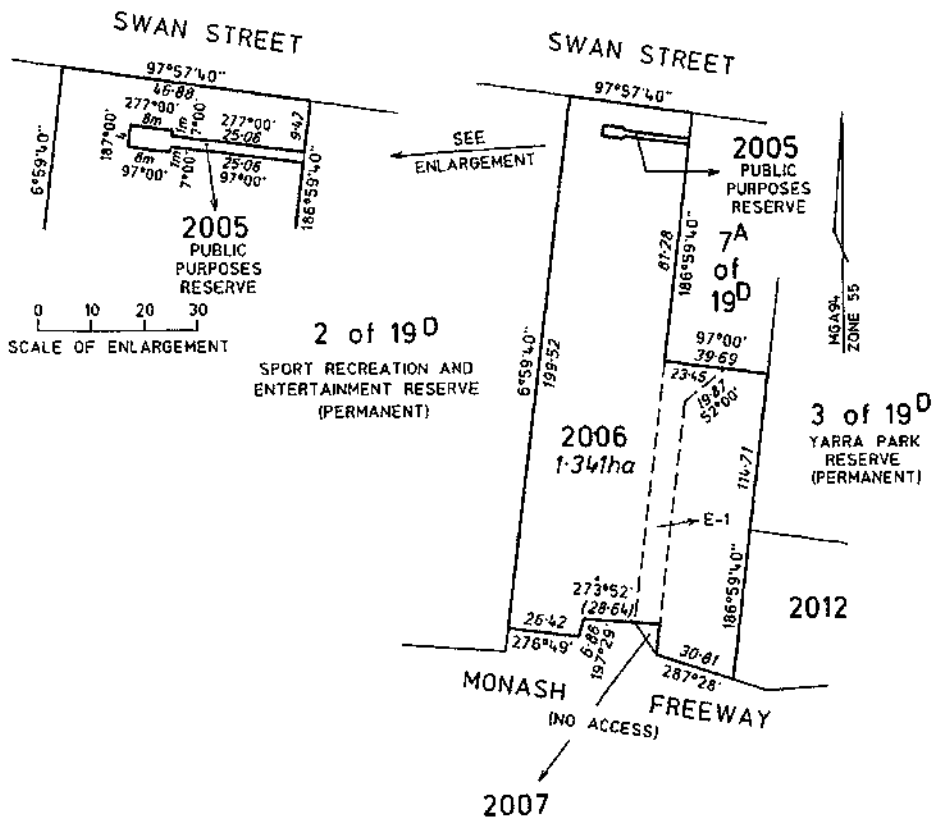 SWAN STREET
97°57'40"
46·88
277°00'
8m
1m
7°00'
277°00'
25·06
9·47
187°00'
4
6°59'40"
8m
97°00'
1m
7°00'
25·06
97°00'
186°59'40"
2005
PUBLIC
PURPOSES
RESERVE
0 10 20 30
SCALE OF ENLARGEMENT
SWAN STREET
97°57'40"
SEE
ENLARGEMENT
2005
PUBLIC
PURPOSES
RESERVE
7A
of
19D
81·28
186°59'40"
MGA94
ZONE 55
2 of 19D
SPORT RECREATION AND
ENTERTAINMENT RESERVE
(PERMANENT)
6°59'40"
199·52
97°00'
39·69
23·45
19·87
52°00'
2006
1·341ha
3 of 19D
YARRA PARK
RESERVE
(PERMANENT)
114·71
186°59'40"
E-1
2012
273°52'
(28·64)
26·42
276°49'
6·86
197°29'
30·81
287°28'
MONASH FREEWAY
(NO ACCESS)
2007